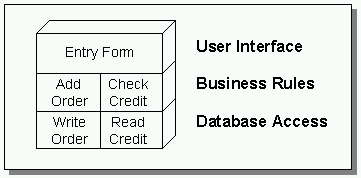 Entry Form
User Interface
Add
Order
Check
Credit
Business Rules
Write
Order
Read
Credit
Database Access